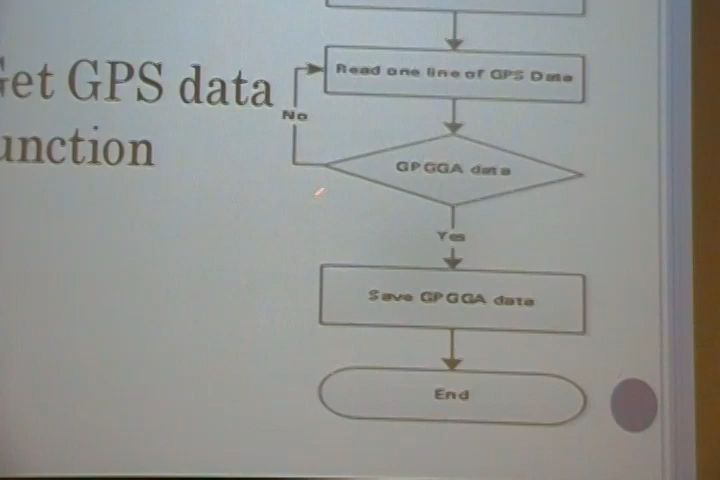 Get GPS data
unction
Read one line of GPS Data
No
GPGGA data
Yes
Save GPGGA data
End